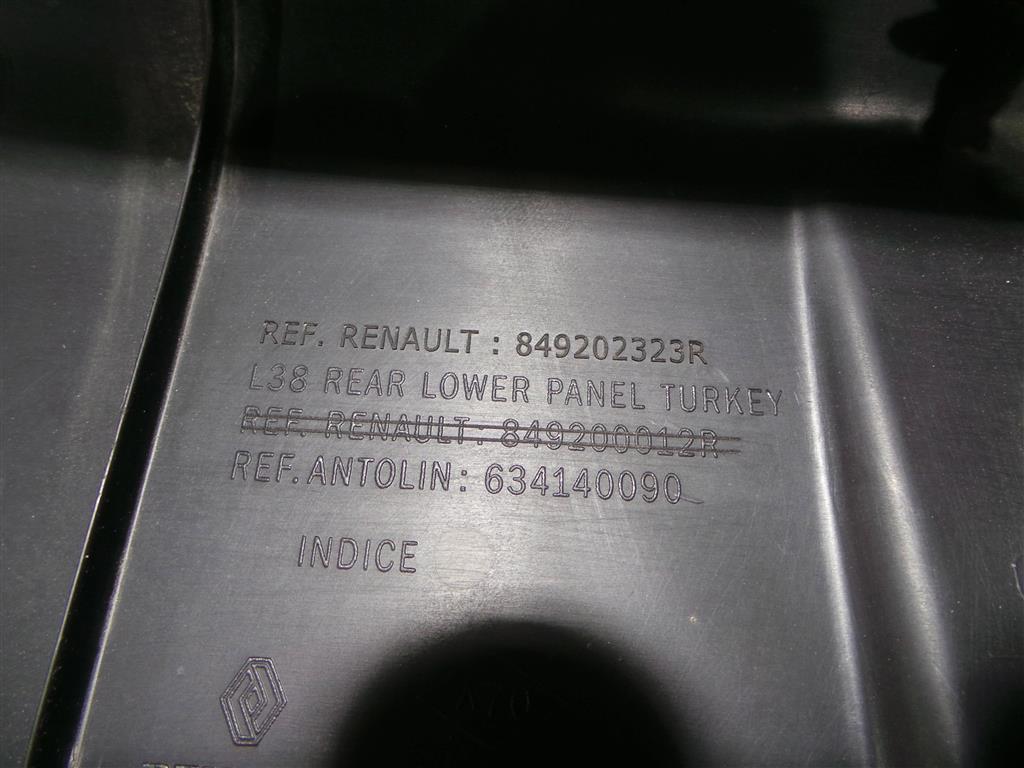 REF. RENAULT : 849202323R
L38 REAR LOWER PANEL TURKEY
REF. RENAULT: 849200012R
REF. ANTOLIN : 634140090
INDICE